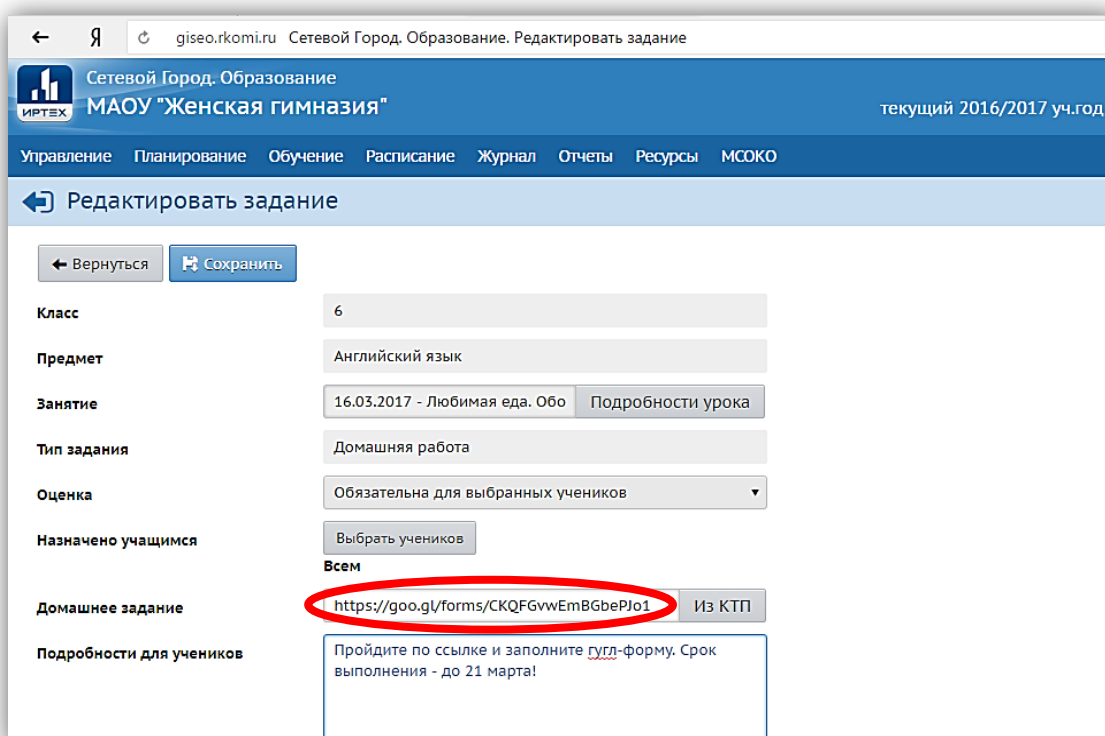 ← Я giseo.rkomi.ru Сетевой Город. Образование. Редактировать задание
Сетевой Город. Образование
ИРТЕХ МАОУ "Женская гимназия" текущий 2016/2017 уч.год
Управление Планирование Обучение Расписание Журнал Отчеты Ресурсы МСОКО
Редактировать задание
← Вернуться Сохранить
Класс 6
Предмет Английский язык
Занятие 16.03.2017 - Любимая еда. Обо Подробности урока
Тип задания Домашняя работа
Оценка Обязательна для выбранных учеников
Назначено учащимся Выбрать учеников
Всем
Домашнее задание https://goo.gl/forms/CKQFGvwEmBGbePJo1 Из КТП
Подробности для учеников Пройдите по ссылке и заполните гугл-форму. Срок
выполнения - до 21 марта!